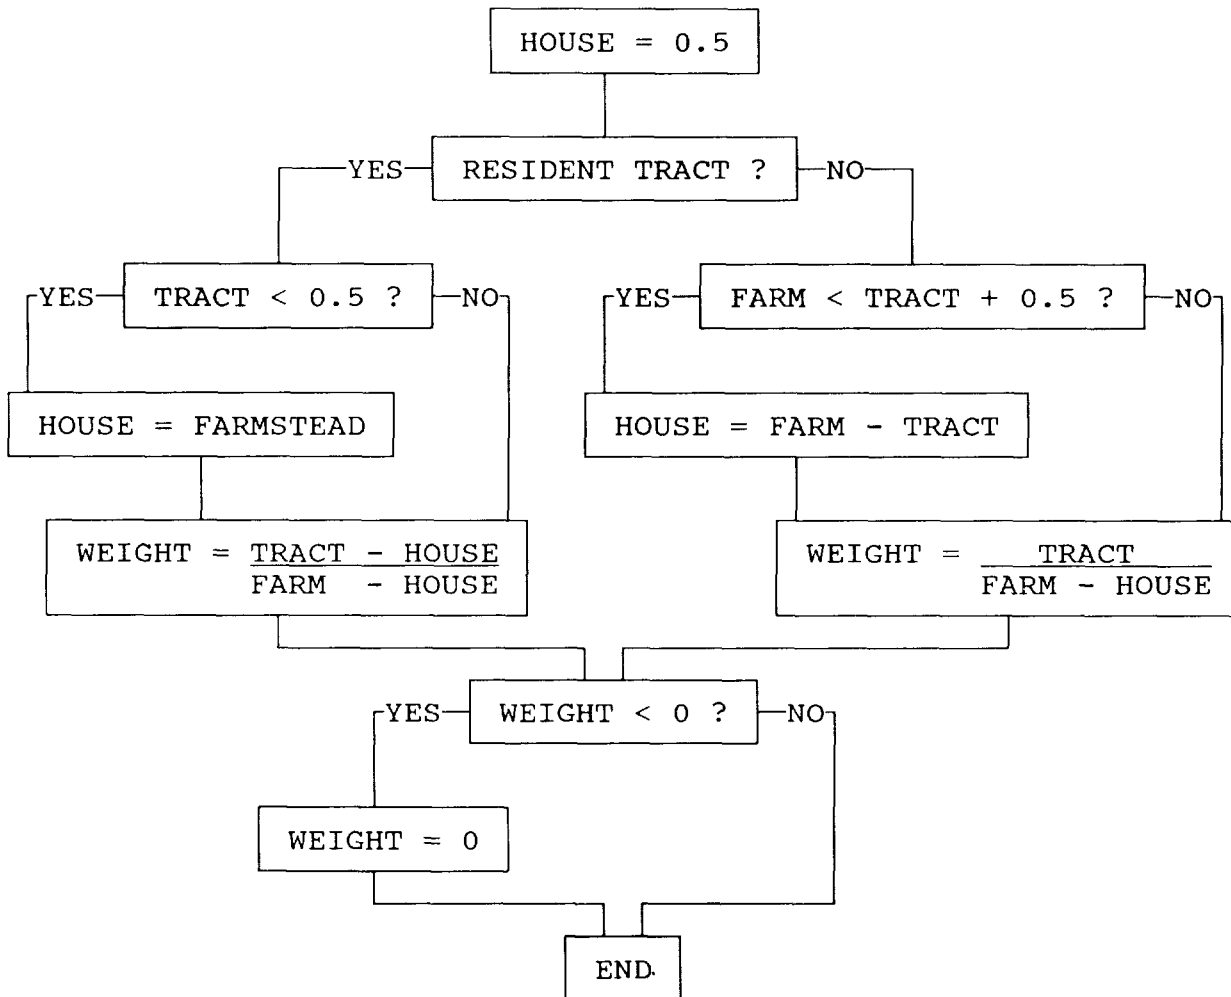 HOUSE = 0.5
YES
RESIDENT TRACT ?
NO
YES
TRACT < 0.5 ?
NO
YES
FARM < TRACT + 0.5 ?
NO
HOUSE = FARMSTEAD
HOUSE = FARM - TRACT
WEIGHT = TRACT - HOUSE
FARM - HOUSE
WEIGHT = TRACT
FARM - HOUSE
YES
WEIGHT < 0 ?
NO
WEIGHT = 0
END